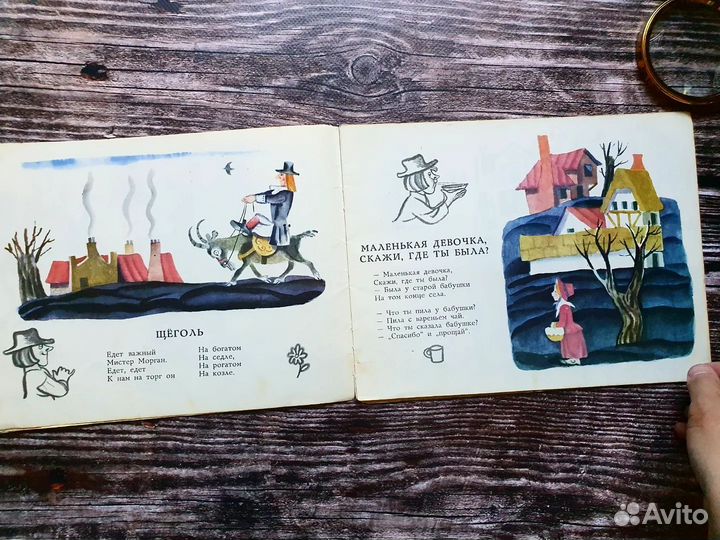 ЩЁГОЛЬ
Едет важный
Мистер Морган.
Едет, едет
К нам на торг он
На богатом
На седле,
На рогатом
На козле.
МАЛЕНЬКАЯ ДЕВОЧКА,
СКАЖИ, ГДЕ ТЫ БЫЛА?
— Маленькая девочка,
Скажи, где ты была?
— Была у старой бабушки
На том конце села.
— Что ты пила у бабушки?
— Пила с вареньем чай.
— Что ты сказала бабушке?
— „Спасибо" и „прощай".
Avito